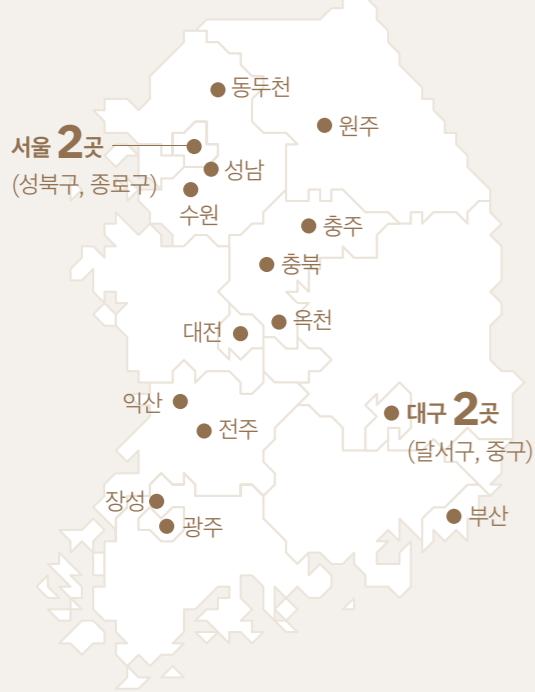 동두천
원주
서울 2곳
(성북구, 종로구)
성남
수원
충주
충북
옥천
대전
익산
전주
대구 2곳
(달서구, 중구)
장성
광주
부산